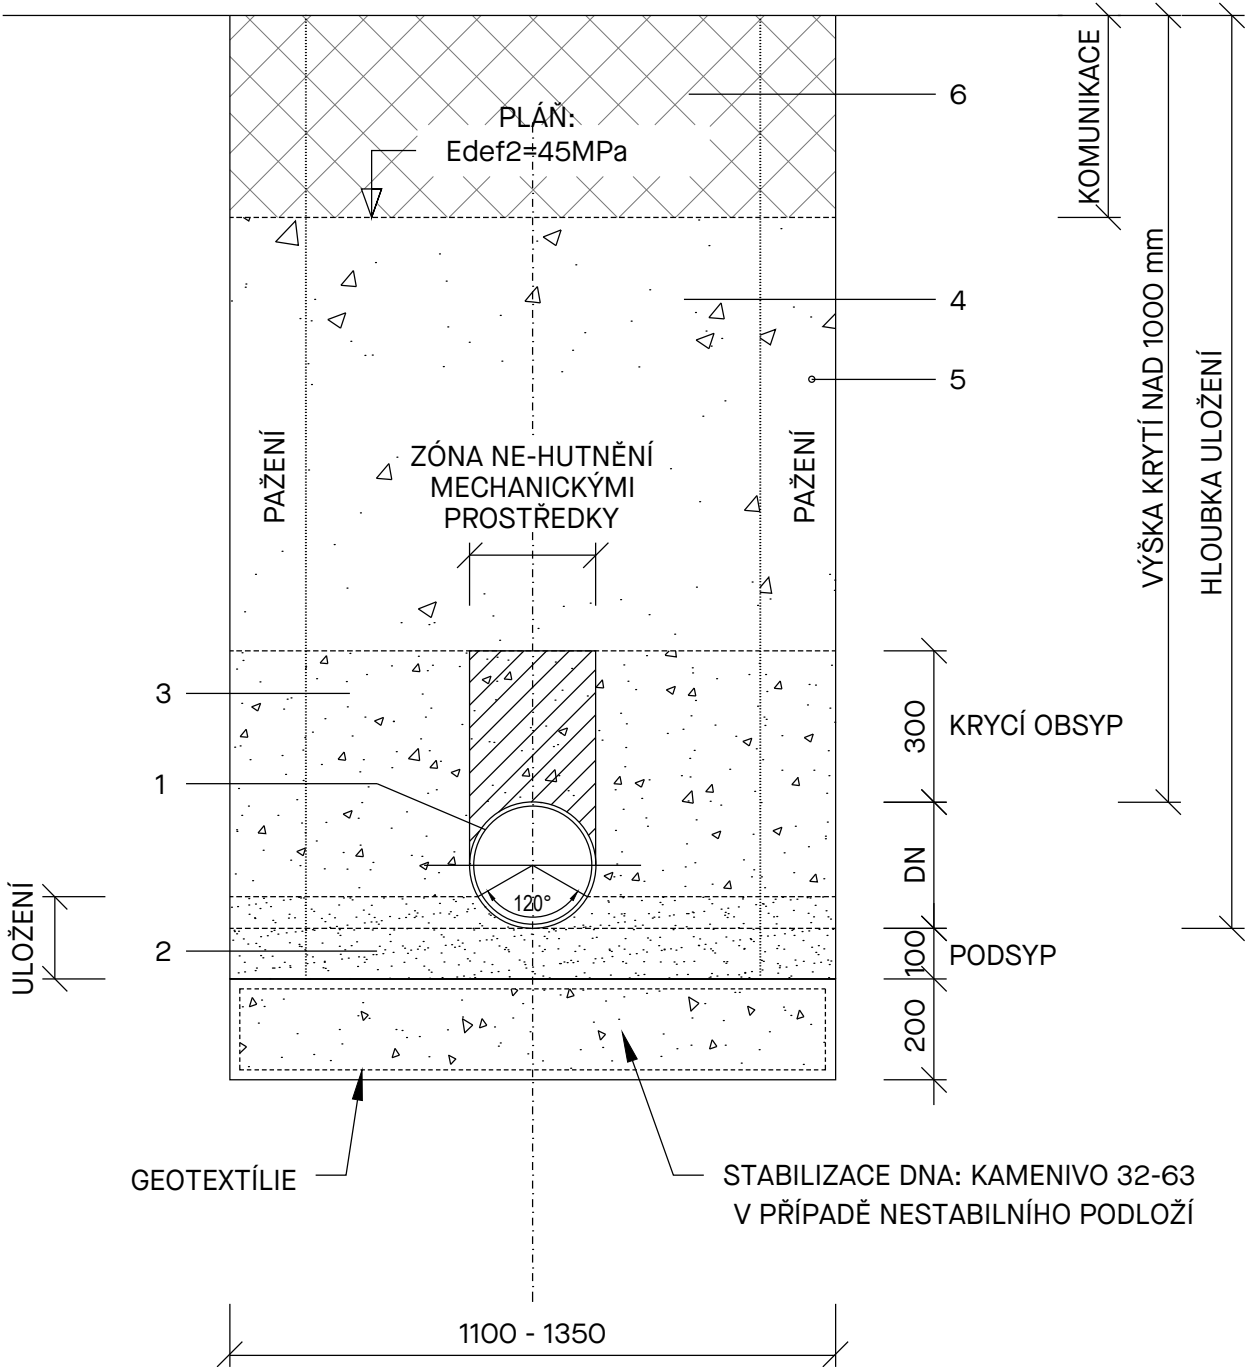 6
PLÁŇ:
Edef2=45MPa
KOMUNIKACE
4
5
VÝŠKA KRYTÍ NAD 1000 mm
HLOUBKA ULOŽENÍ
PAŽENÍ
ZÓNA NE-HUTNĚNÍ
MECHANICKÝMI
PROSTŘEDKY
PAŽENÍ
3
300
KRYCÍ OBSYP
1
DN
120°
ULOŽENÍ
2
100
PODSYP
200
GEOTEXTÍLIE
STABILIZACE DNA: KAMENIVO 32-63
V PŘÍPADĚ NESTABILNÍHO PODLOŽÍ
1100 - 1350